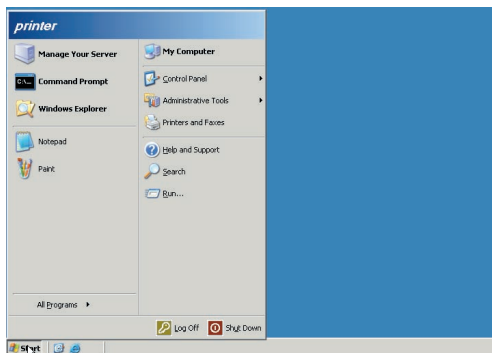 printer
Manage Your Server
Command Prompt
Windows Explorer
Notepad
Paint
All Programs
My Computer
Control Panel
Administrative Tools
Printers and Faxes
Help and Support
Search
Run...
Log Off
Shut Down
Start